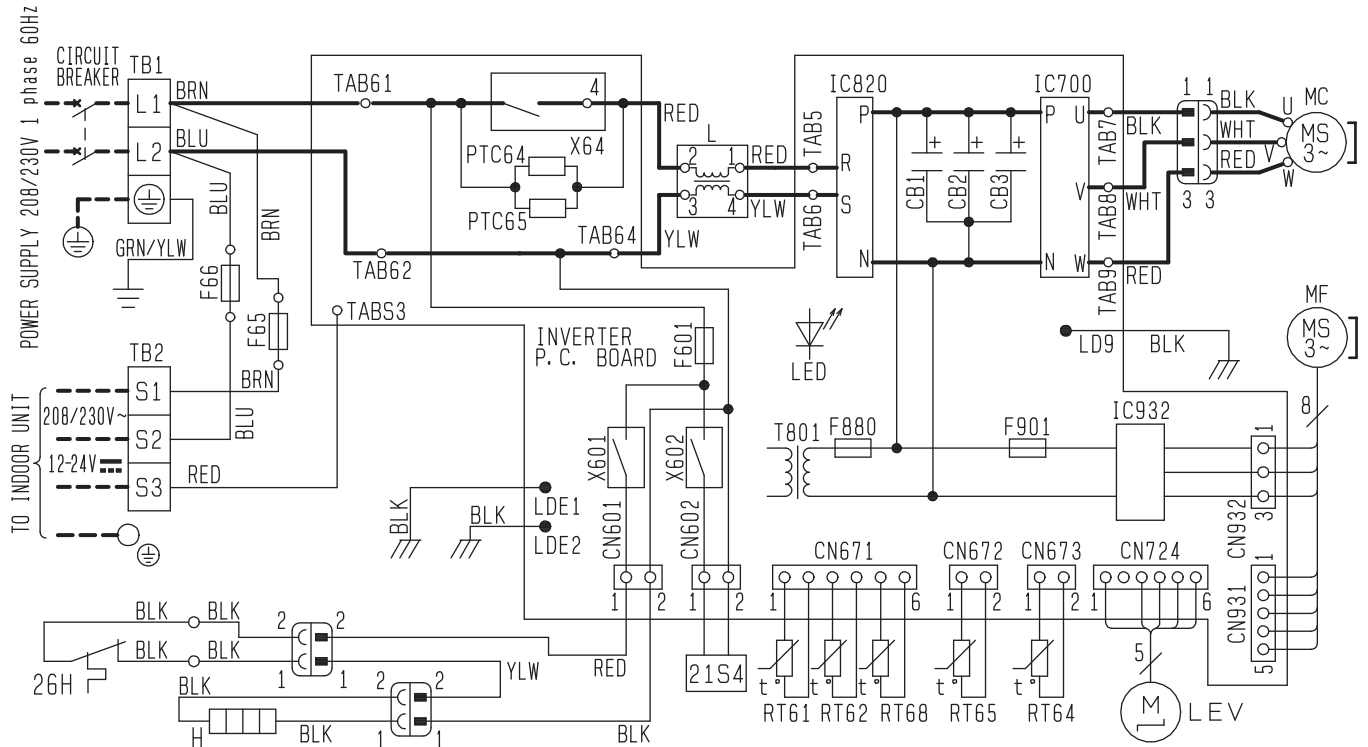 POWER SUPPLY 208/230V 1 phase 60Hz
CIRCUIT
BREAKER
TB1
L1
L2
BRN
BLU
GRN/YLW
BLU
BRN
F66
F65
TAB61
TAB62
TABS3
4
X64
PTC64
PTC65
TAB64
RED
YLW
L
2
1
3
4
RED
YLW
TAB5
TAB6
IC820
P
R
S
N
CB1
CB2
CB3
+
+
+
IC700
P
N
U
V
W
TAB7
TAB8
TAB9
BLK
WHT
RED
1
1
3
3
BLK
WHT
RED
U
V
W
MC
MS
3~
MF
MS
3~
8
TB2
S1
S2
S3
208/230V~
12-24V
TO INDOOR UNIT
BRN
BLU
RED
INVERTER
P. C. BOARD
F601
LED
LD9
BLK
T801
F880
F901
IC932
1
3
CN932
X601
X602
BLK
BLK
LDE1
LDE2
CN601
CN602
1
2
1
2
CN671
1
6
CN672
1
2
CN673
1
2
CN724
1
6
CN931
1
5
21S4
t°
t°
t°
t°
t°
RT61
RT62
RT68
RT65
RT64
5
M
LEV
BLK
BLK
BLK
BLK
2
2
1
1
26H
YLW
RED
BLK
2
2
1
1
H
BLK
BLK